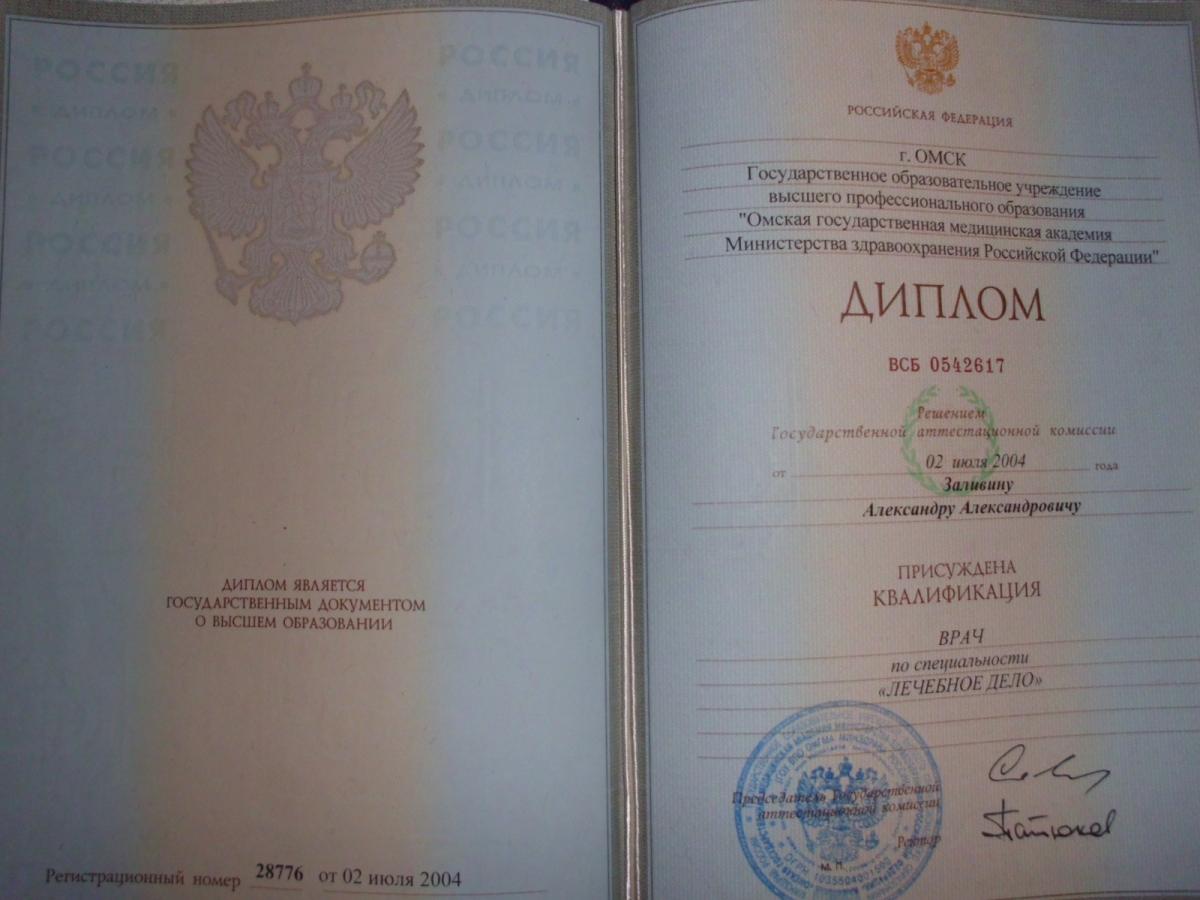 РОССИЯ
РОССИЯ
• ДИПЛОМ •
• ДИПЛОМ •
РОССИЯ
РОССИЯ
• ДИПЛОМ •
• ДИПЛОМ •
РОССИЯ
РОССИЯ
• ДИПЛОМ •
• ДИПЛОМ •
РОССИЯ
РОССИЯ
ДИПЛОМ ЯВЛЯЕТСЯ
ГОСУДАРСТВЕННЫМ ДОКУМЕНТОМ
О ВЫСШЕМ ОБРАЗОВАНИИ
Регистрационный номер 28776 от 02 июля 2004
РОССИЙСКАЯ ФЕДЕРАЦИЯ
г. ОМСК
Государственное образовательное учреждение
высшего профессионального образования
"Омская государственная медицинская академия
Министерства здравоохранения Российской Федерации"
ДИПЛОМ
ВСБ 0542617
Решением
Государственной аттестационной комиссии
от 02 июля 2004 года
Заливину
Александру Александровичу
ПРИСУЖДЕНА
КВАЛИФИКАЦИЯ
ВРАЧ
по специальности
«ЛЕЧЕБНОЕ ДЕЛО»
Председатель Государственной
аттестационной комиссии
Ректор
М.П.